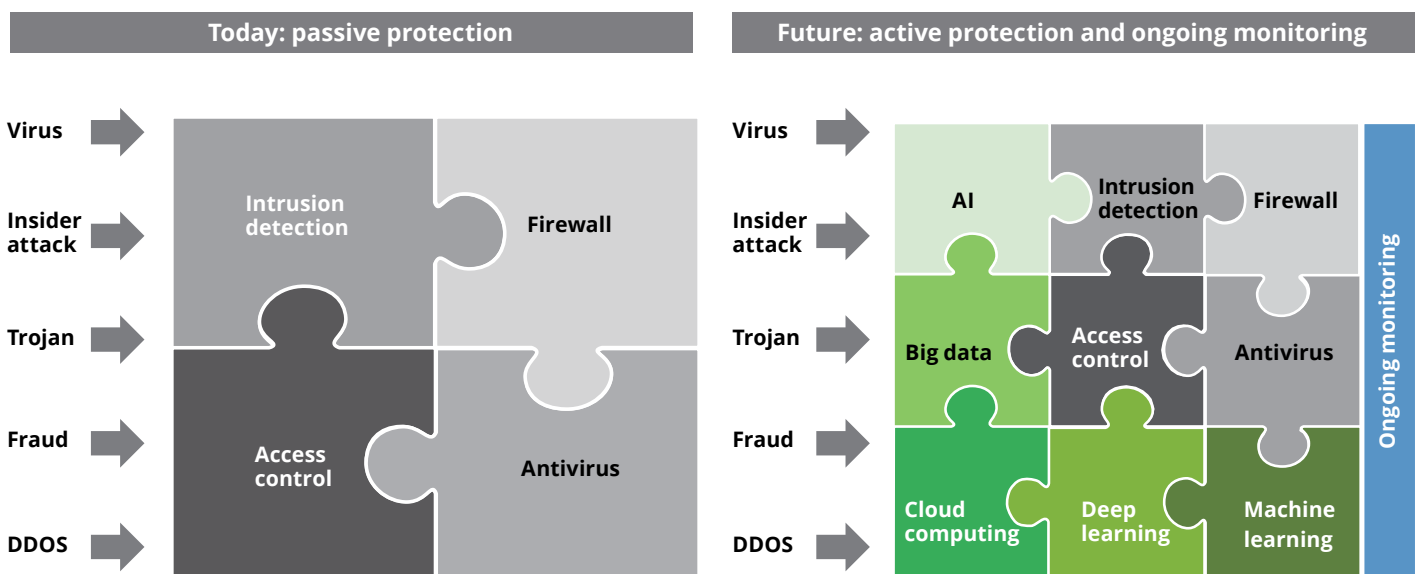 Today: passive protection
Virus
Insider
attack
Trojan
Fraud
DDOS
Intrusion
detection
Firewall
Access
control
Antivirus
Future: active protection and ongoing monitoring
Virus
Insider
attack
Trojan
Fraud
DDOS
AI
Intrusion
detection
Firewall
Big data
Access
control
Antivirus
Cloud
computing
Deep
learning
Machine
learning
Ongoing monitoring